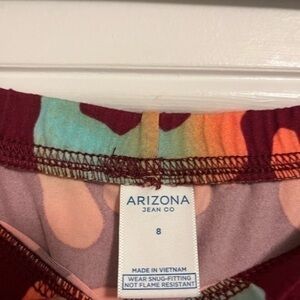 ARIZONA
JEAN CO
8
MADE IN VIETNAM
WEAR SNUG-FITTING
NOT FLAME RESISTANT